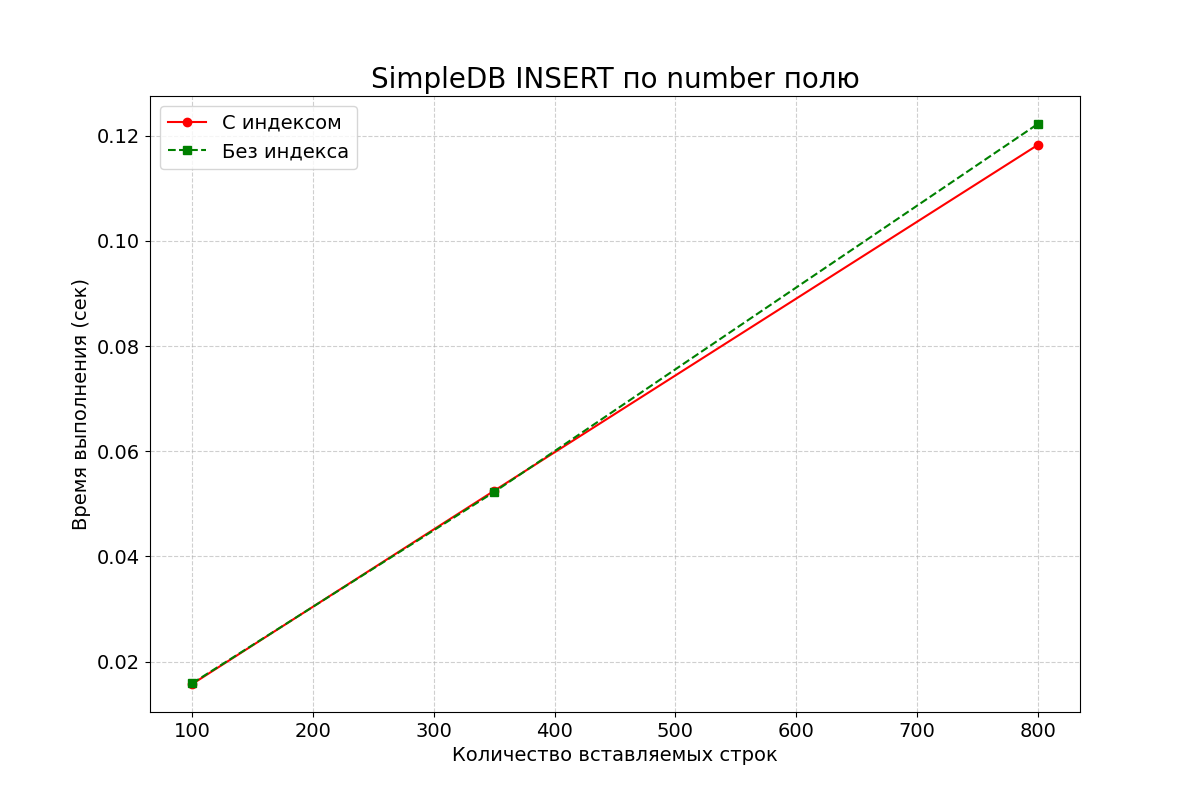 SimpleDB INSERT по number полю
С индексом
Без индекса
Время выполнения (сек)
0.12
0.10
0.08
0.06
0.04
0.02
100 200 300 400 500 600 700 800
Количество вставляемых строк